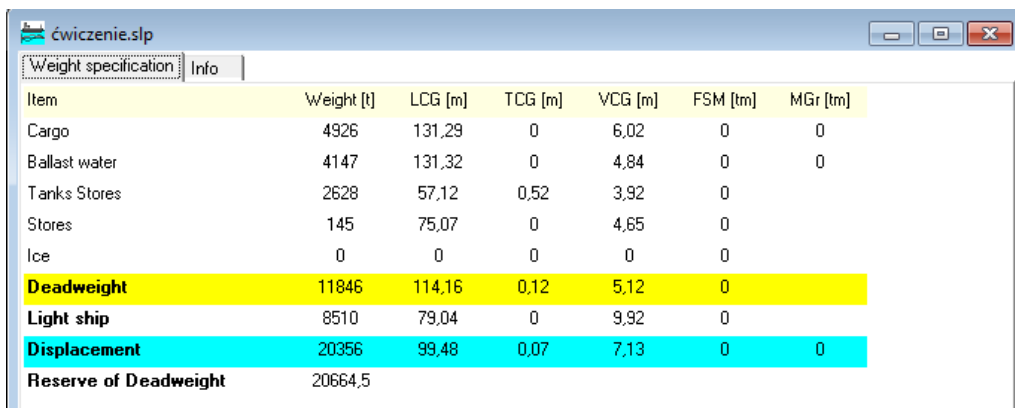 ćwiczenie.slp
Weight specification Info
Item Weight [t] LCG [m] TCG [m] VCG [m] FSM [tm] MGr [tm]
Cargo 4926 131,29 0 6,02 0 0
Ballast water 4147 131,32 0 4,84 0 0
Tanks Stores 2628 57,12 0,52 3,92 0
Stores 145 75,07 0 4,65 0
Ice 0 0 0 0 0
Deadweight 11846 114,16 0,12 5,12 0
Light ship 8510 79,04 0 9,92 0
Displacement 20356 99,48 0,07 7,13 0 0
Reserve of Deadweight 20664,5